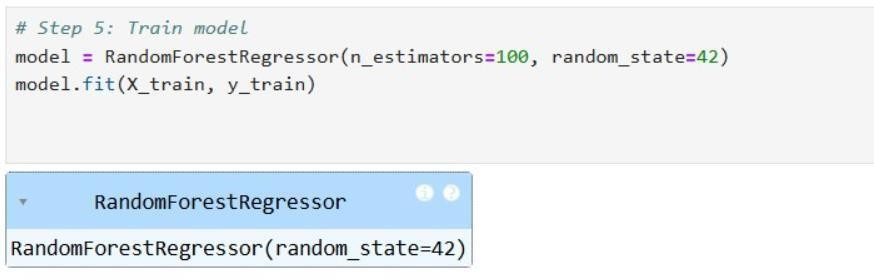 # Step 5: Train model
model = RandomForestRegressor(n_estimators=100, random_state=42)
model.fit(X_train, y_train)
▾ RandomForestRegressor i ?
RandomForestRegressor(random_state=42)